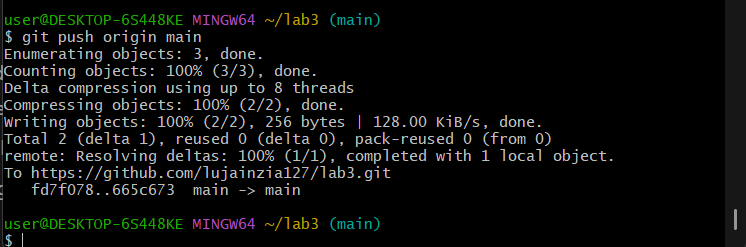 user@DESKTOP-6S448KE MINGW64 ~/lab3 (main)
$ git push origin main
Enumerating objects: 3, done.
Counting objects: 100% (3/3), done.
Delta compression using up to 8 threads
Compressing objects: 100% (2/2), done.
Writing objects: 100% (2/2), 256 bytes | 128.00 KiB/s, done.
Total 2 (delta 1), reused 0 (delta 0), pack-reused 0 (from 0)
remote: Resolving deltas: 100% (1/1), completed with 1 local object.
To https://github.com/lujainzia127/lab3.git
   fd7f078..665c673  main -> main

user@DESKTOP-6S448KE MINGW64 ~/lab3 (main)
$